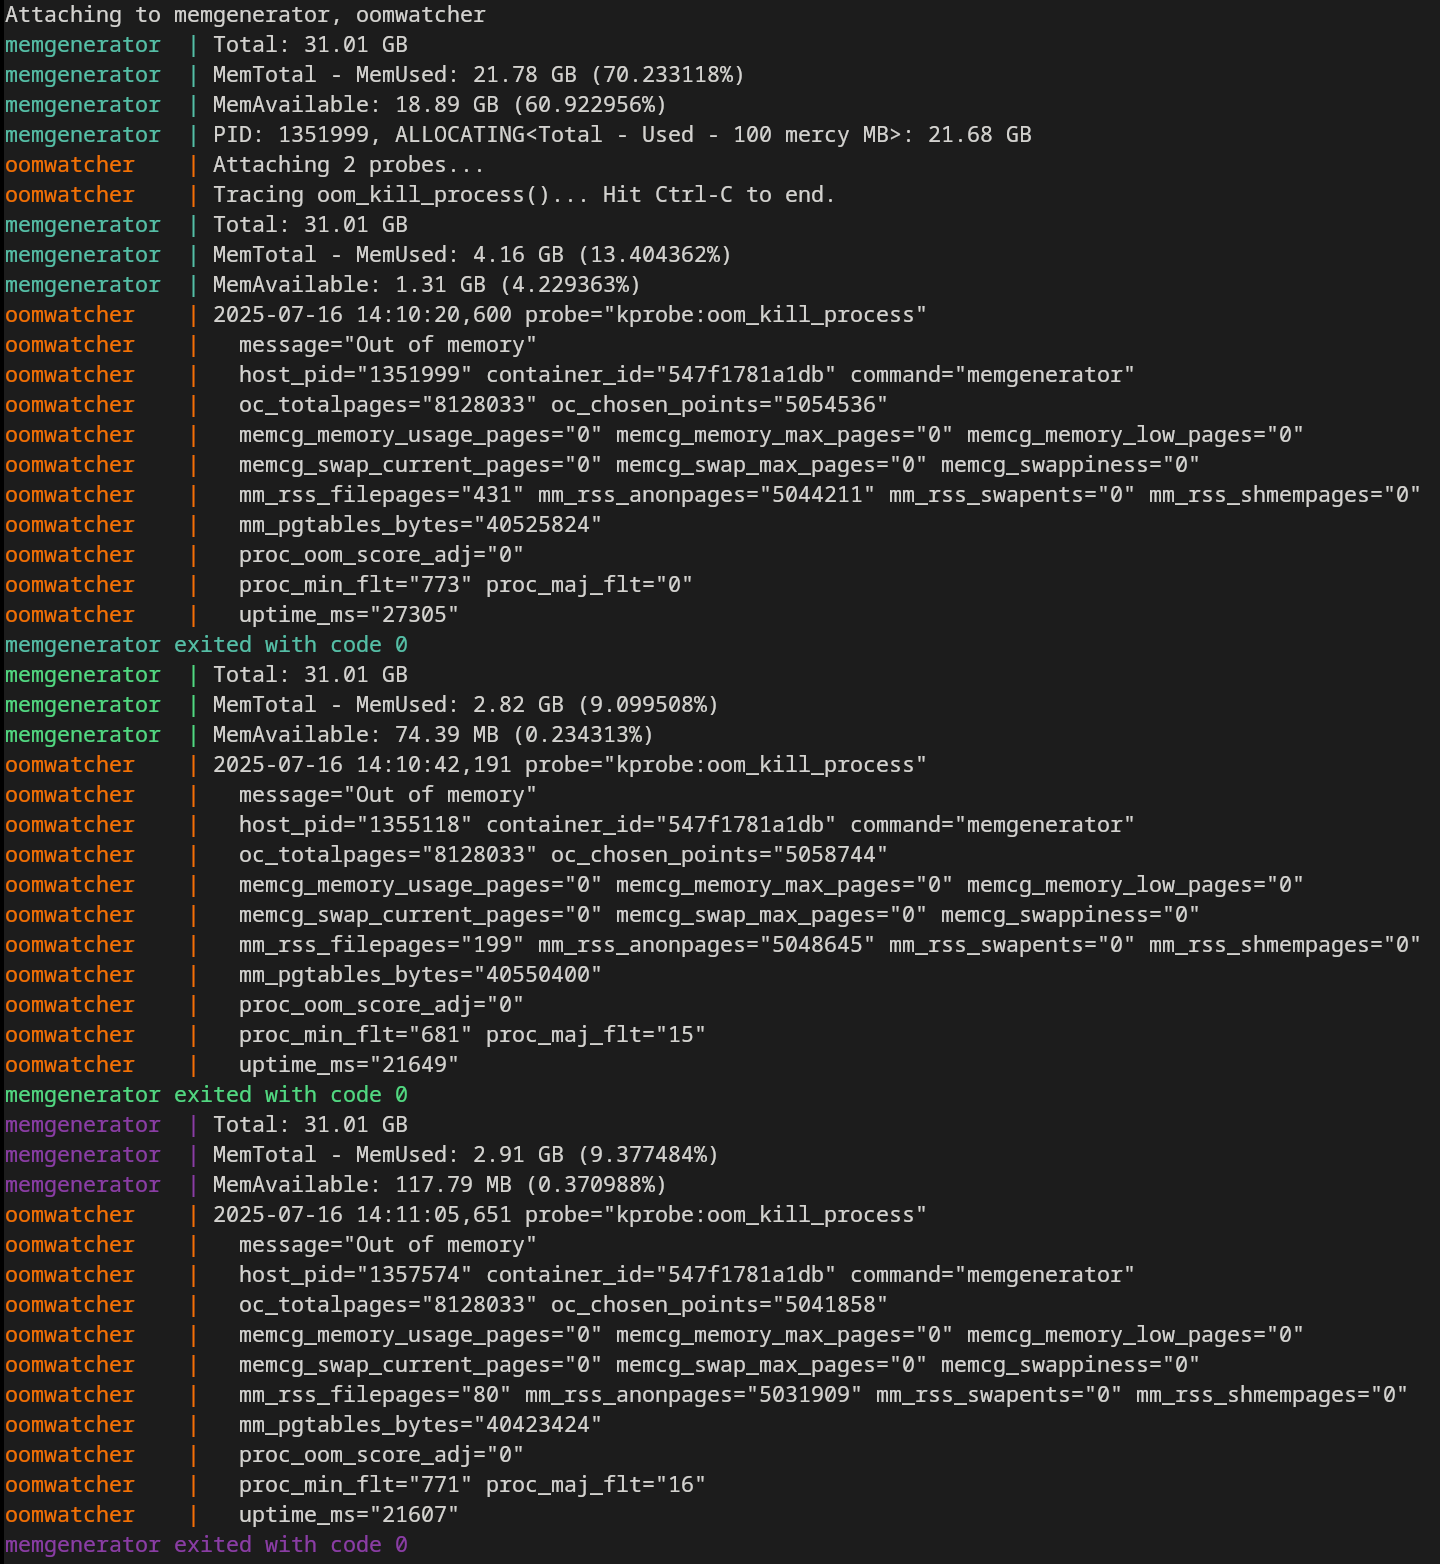 Attaching to memgenerator, oomwatcher
memgenerator  | Total: 31.01 GB
memgenerator  | MemTotal - MemUsed: 21.78 GB (70.233118%)
memgenerator  | MemAvailable: 18.89 GB (60.922956%)
memgenerator  | PID: 1351999, ALLOCATING<Total - Used - 100 mercy MB>: 21.68 GB
oomwatcher    | Attaching 2 probes...
oomwatcher    | Tracing oom_kill_process()... Hit Ctrl-C to end.
memgenerator  | Total: 31.01 GB
memgenerator  | MemTotal - MemUsed: 4.16 GB (13.404362%)
memgenerator  | MemAvailable: 1.31 GB (4.229363%)
oomwatcher    | 2025-07-16 14:10:20,600 probe="kprobe:oom_kill_process"
oomwatcher    |   message="Out of memory"
oomwatcher    |   host_pid="1351999" container_id="547f1781a1db" command="memgenerator"
oomwatcher    |   oc_totalpages="8128033" oc_chosen_points="5054536"
oomwatcher    |   memcg_memory_usage_pages="0" memcg_memory_max_pages="0" memcg_memory_low_pages="0"
oomwatcher    |   memcg_swap_current_pages="0" memcg_swap_max_pages="0" memcg_swappiness="0"
oomwatcher    |   mm_rss_filepages="431" mm_rss_anonpages="5044211" mm_rss_swapents="0" mm_rss_shmempages="0"
oomwatcher    |   mm_pgtables_bytes="40525824"
oomwatcher    |   proc_oom_score_adj="0"
oomwatcher    |   proc_min_flt="773" proc_maj_flt="0"
oomwatcher    |   uptime_ms="27305"
memgenerator exited with code 0
memgenerator  | Total: 31.01 GB
memgenerator  | MemTotal - MemUsed: 2.82 GB (9.099508%)
memgenerator  | MemAvailable: 74.39 MB (0.234313%)
oomwatcher    | 2025-07-16 14:10:42,191 probe="kprobe:oom_kill_process"
oomwatcher    |   message="Out of memory"
oomwatcher    |   host_pid="1355118" container_id="547f1781a1db" command="memgenerator"
oomwatcher    |   oc_totalpages="8128033" oc_chosen_points="5058744"
oomwatcher    |   memcg_memory_usage_pages="0" memcg_memory_max_pages="0" memcg_memory_low_pages="0"
oomwatcher    |   memcg_swap_current_pages="0" memcg_swap_max_pages="0" memcg_swappiness="0"
oomwatcher    |   mm_rss_filepages="199" mm_rss_anonpages="5048645" mm_rss_swapents="0" mm_rss_shmempages="0"
oomwatcher    |   mm_pgtables_bytes="40550400"
oomwatcher    |   proc_oom_score_adj="0"
oomwatcher    |   proc_min_flt="681" proc_maj_flt="15"
oomwatcher    |   uptime_ms="21649"
memgenerator exited with code 0
memgenerator  | Total: 31.01 GB
memgenerator  | MemTotal - MemUsed: 2.91 GB (9.377484%)
memgenerator  | MemAvailable: 117.79 MB (0.370988%)
oomwatcher    | 2025-07-16 14:11:05,651 probe="kprobe:oom_kill_process"
oomwatcher    |   message="Out of memory"
oomwatcher    |   host_pid="1357574" container_id="547f1781a1db" command="memgenerator"
oomwatcher    |   oc_totalpages="8128033" oc_chosen_points="5041858"
oomwatcher    |   memcg_memory_usage_pages="0" memcg_memory_max_pages="0" memcg_memory_low_pages="0"
oomwatcher    |   memcg_swap_current_pages="0" memcg_swap_max_pages="0" memcg_swappiness="0"
oomwatcher    |   mm_rss_filepages="80" mm_rss_anonpages="5031909" mm_rss_swapents="0" mm_rss_shmempages="0"
oomwatcher    |   mm_pgtables_bytes="40423424"
oomwatcher    |   proc_oom_score_adj="0"
oomwatcher    |   proc_min_flt="771" proc_maj_flt="16"
oomwatcher    |   uptime_ms="21607"
memgenerator exited with code 0